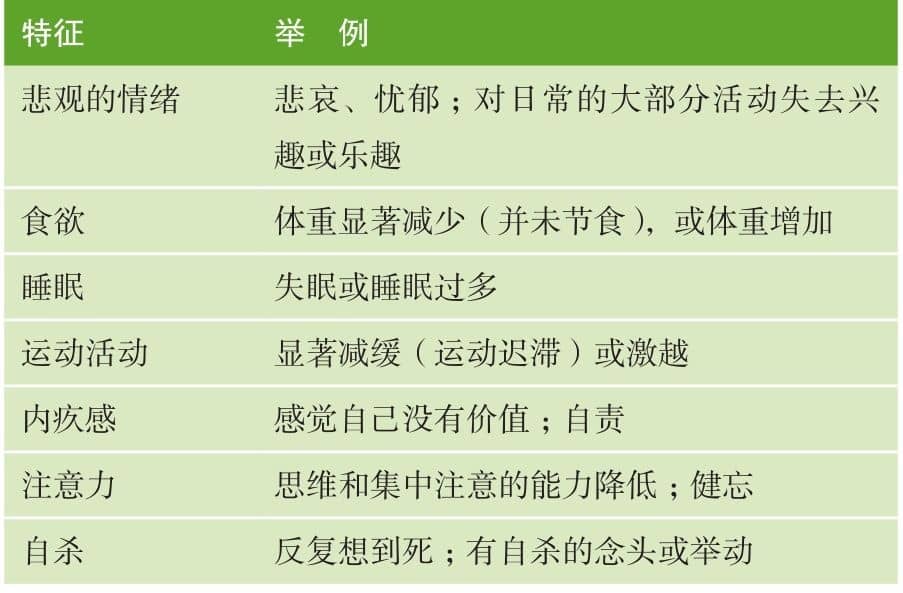 特征 举 例
悲观的情绪 悲哀、忧郁；对日常的大部分活动失去兴
趣或乐趣
食欲 体重显著减少（并未节食），或体重增加
睡眠 失眠或睡眠过多
运动活动 显著减缓（运动迟滞）或激越
内疚感 感觉自己没有价值；自责
注意力 思维和集中注意的能力降低；健忘
自杀 反复想到死；有自杀的念头或举动